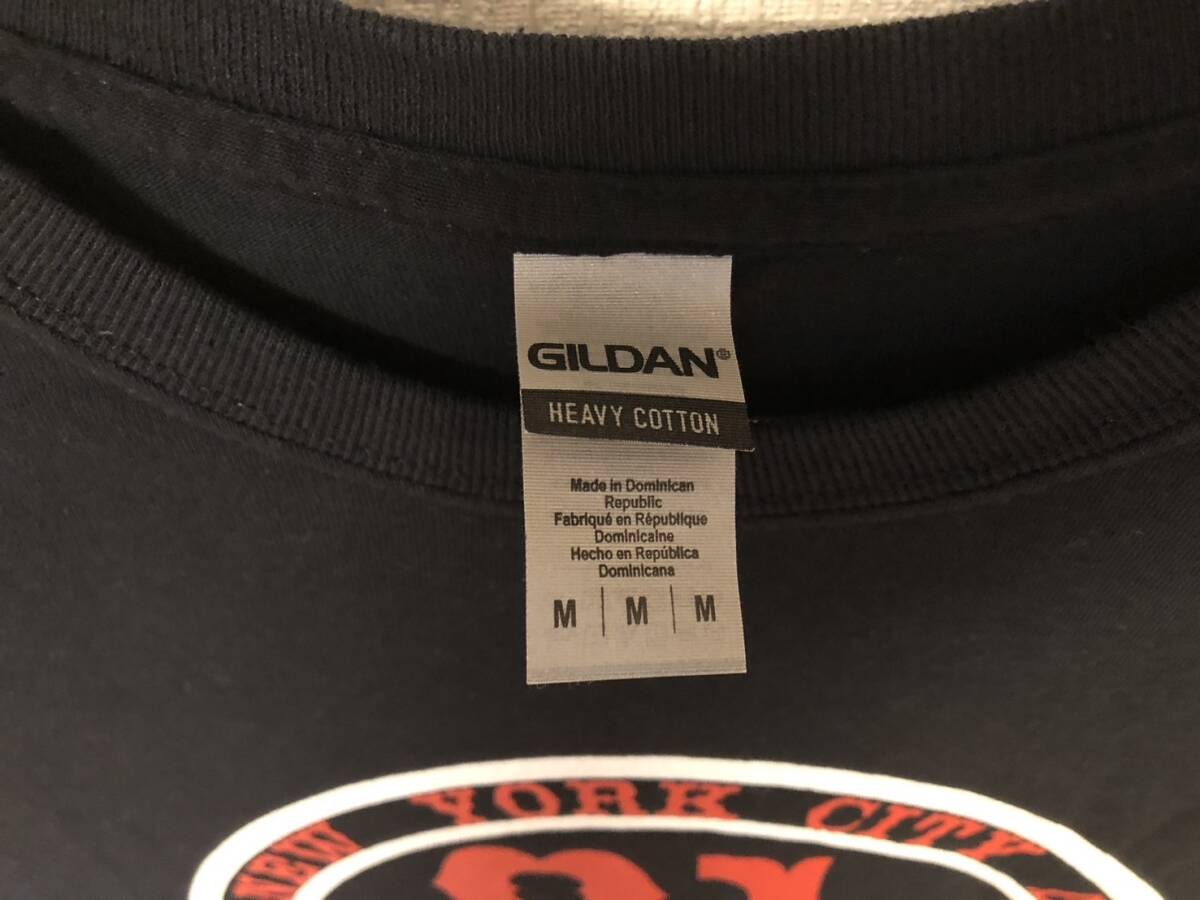 GILDAN®
HEAVY COTTON
Made in Dominican
Republic
Fabriqué en République
Dominicaine
Hecho en República
Dominicana
M | M | M
NEW YORK CITY